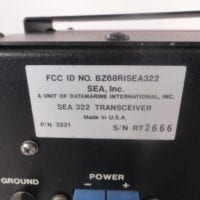 FCC ID NO. BZ68RISEA322
SEA, Inc.
A UNIT OF DATAMARINE INTERNATIONAL, INC.
SEA 322 TRANSCEIVER
Made in U.S.A.
P/N 3221
S/N RT2666
GROUND
POWER
- +